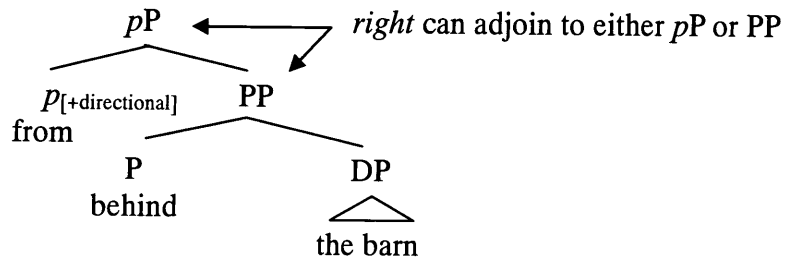 pP right can adjoin to either pP or PP
p[+directional] PP
from
P DP
behind
the barn